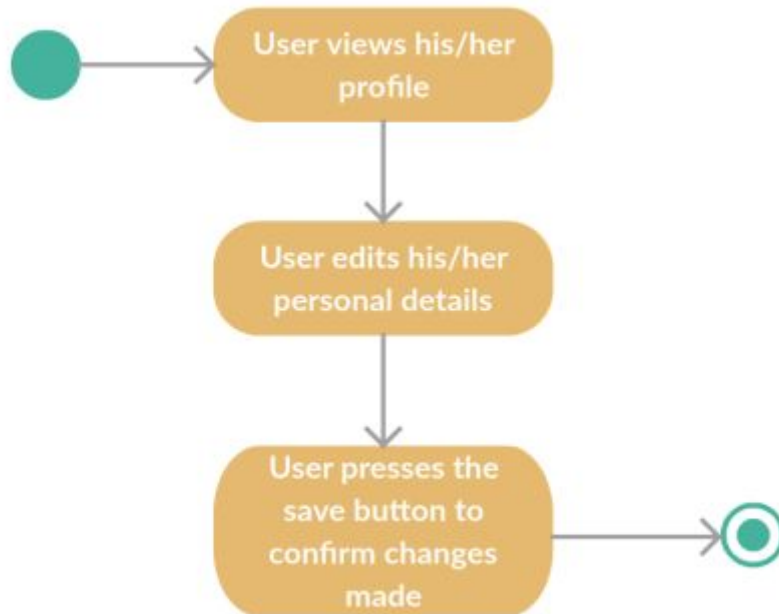 User views his/her
profile
User edits his/her
personal details
User presses the
save button to
confirm changes
made